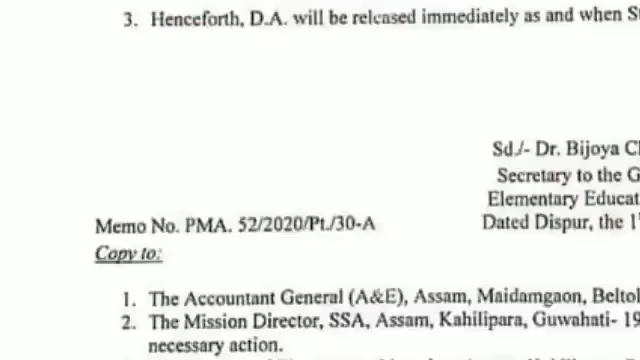 3. Henceforth, D.A. will be released immediately as and when
Sd./- Dr. Bijoya
Secretary to the
Elementary
Memo No. PMA. 52/2020/Pt./30-A
Dated Dispur, the
Copy to:
1. The Accountant General (A&E), Assam, Maidamgaon,
2. The Mission Director, SSA, Assam, Kahilipara, Guwahati- 19
necessary action.